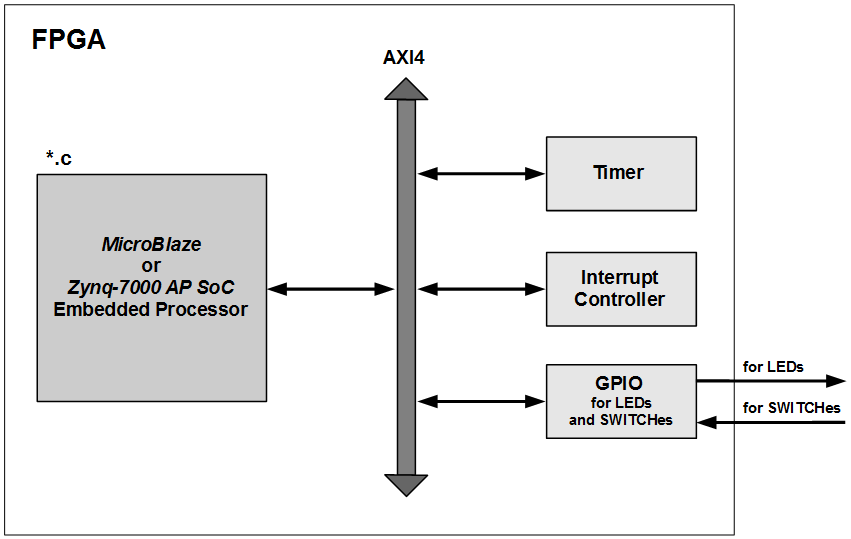 FPGA
AXI4
*.c
MicroBlaze
or
Zynq-7000 AP SoC
Embedded Processor
Timer
Interrupt
Controller
GPIO
for LEDs
and SWITCHes
for LEDs
for SWITCHes